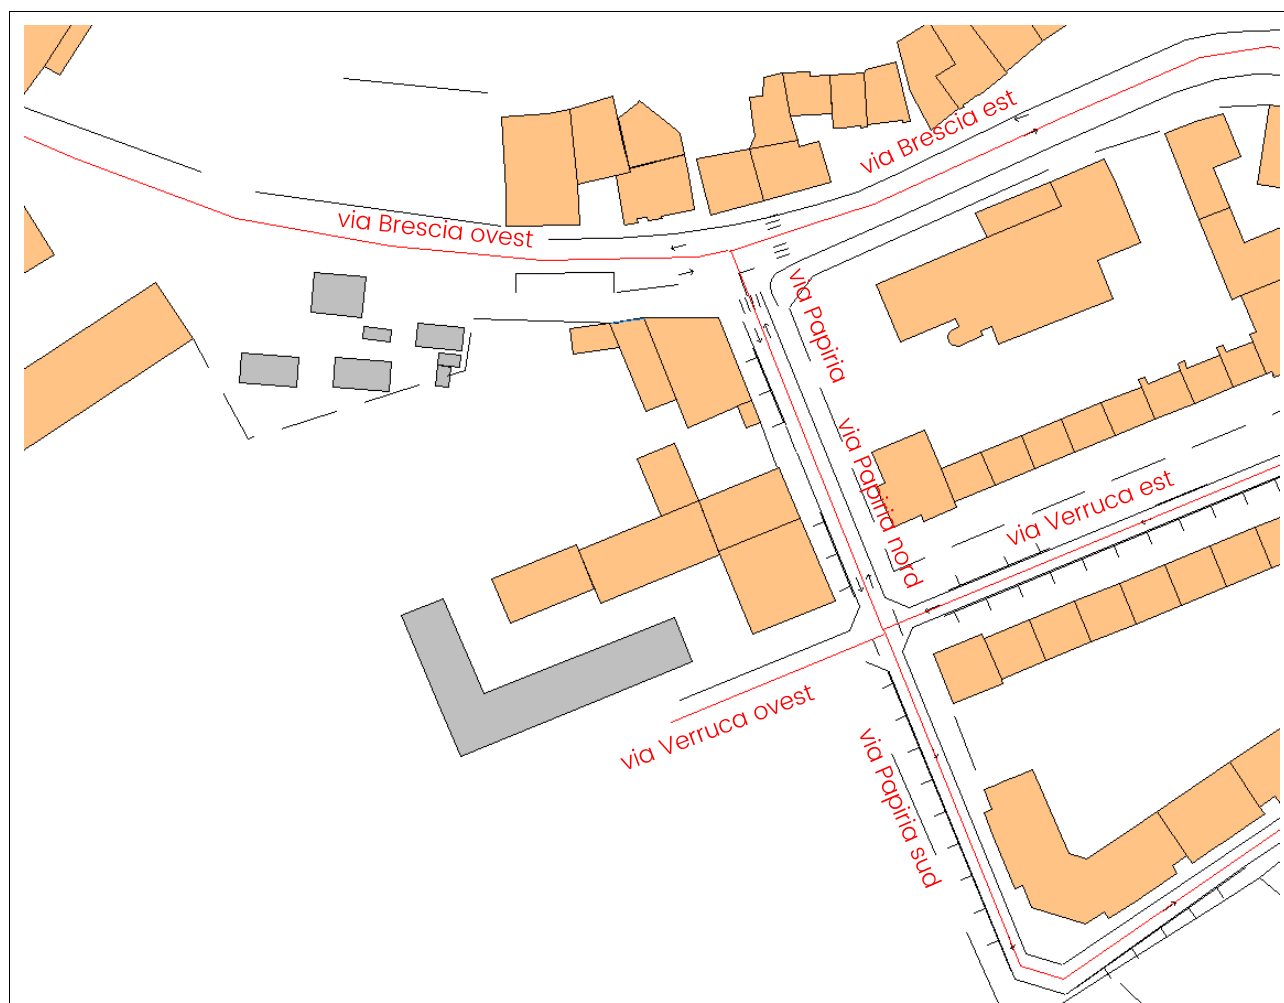 via Brescia est
via Brescia ovest
via Papiria
via Papiria nord
via Verruca est
via Verruca ovest
via Papiria sud